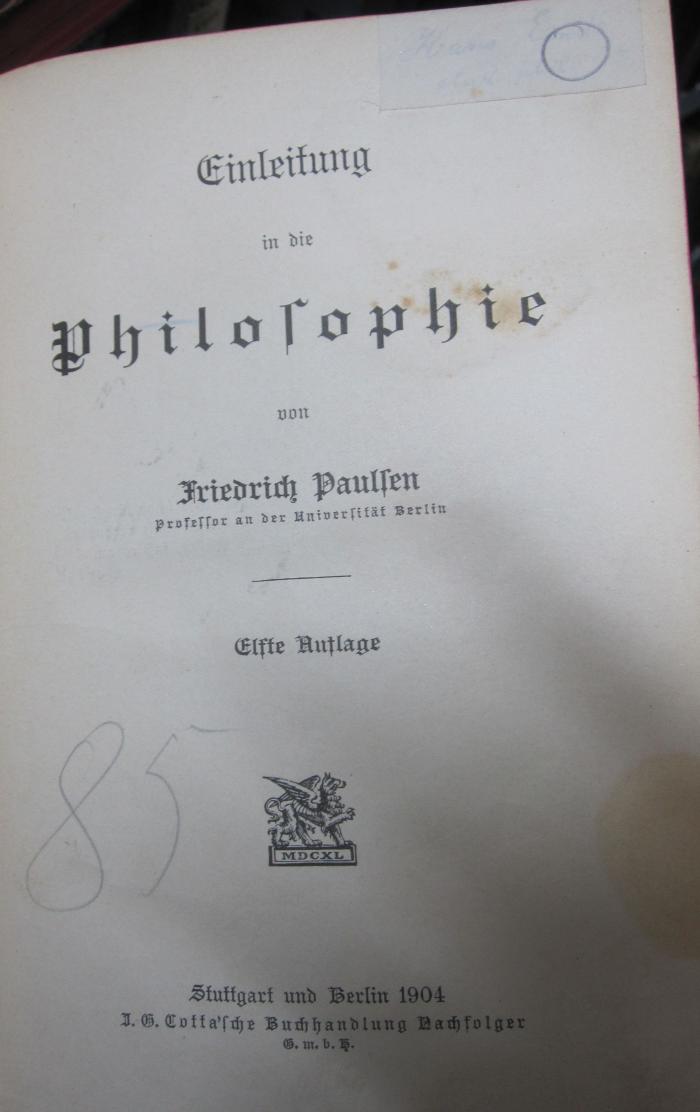 Hans
Einleitung
in die
Philoſophie
von
Friedrich Paulſen
Profeſſor an der Univerſität Berlin
Elfte Auflage
85
MDCXL
Stuttgart und Berlin 1904
J. G. Cotta'ſche Buchhandlung Nachfolger
G. m. b. H.